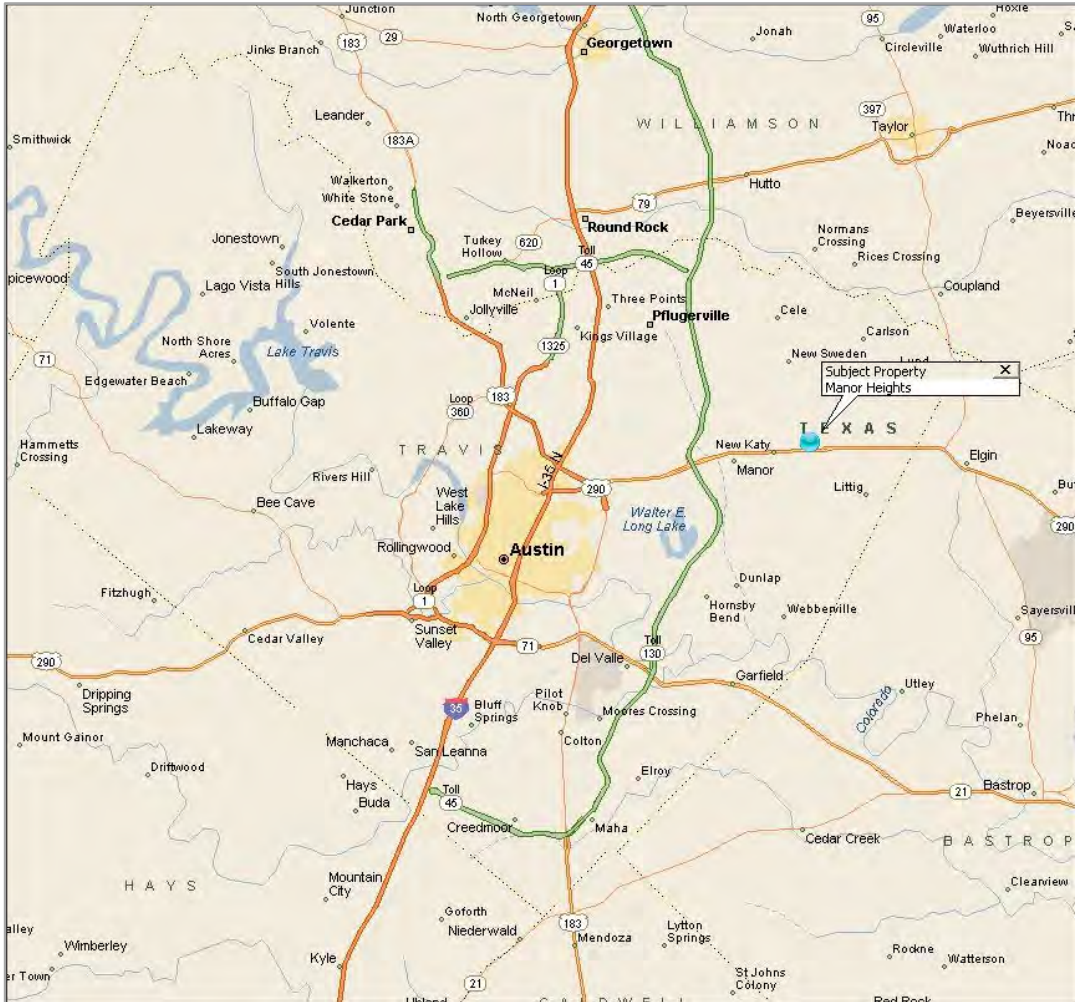 Junction
North Georgetown
Hoxie
183
29
Jonah
95
Waterloo
Jinks Branch
Georgetown
Circleville
Wuthrich Hill
Leander
397
WILLIAMSON
Taylor
Smithwick
183A
Walkerton
White Stone
Hutto
79
Cedar Park
Round Rock
Beyersville
Jonestown
Turkey
Hollow
620
Toll
45
Normans
Crossing
South Jonestown
Hills
Loop
1
Rices Crossing
picewood
Lago Vista
McNeil
Three Points
Coupland
Volente
Jollyville
Pflugerville
Cele
North Shore
Acres
Lake Travis
Kings Village
Carlson
71
1325
New Sweden
Edgewater Beach
Subject Property
Manor Heights
183
Loop
360
Buffalo Gap
Lakeway
TEXAS
Hammetts
Crossing
TRAVIS
I-35 N
New Katy
Manor
Elgin
Rivers Hill
290
Littig
West
Lake
Hills
Bee Cave
Walter E.
Long Lake
290
Rollingwood
Austin
Dunlap
Fitzhugh
Loop
1
Hornsby
Bend
Webberville
Sayersville
Sunset
Valley
Cedar Valley
71
Toll
130
95
290
Del Valle
Garfield
Dripping
Springs
Utley
35
Bluff
Springs
Pilot
Knob
Moores Crossing
Colorado
Phelan
Mount Gainor
Manchaca
San Leanna
Colton
Driftwood
Hays
Elroy
Bastrop
Buda
Toll
45
21
Creedmoor
Maha
Cedar Creek
BASTROP
HAYS
Mountain
City
Clearview
Goforth
183
Niederwald
Mendoza
Lytton
Springs
alley
Wimberley
Rockne
Kyle
Watterson
er Town
21
St Johns
Colony
Red Rock